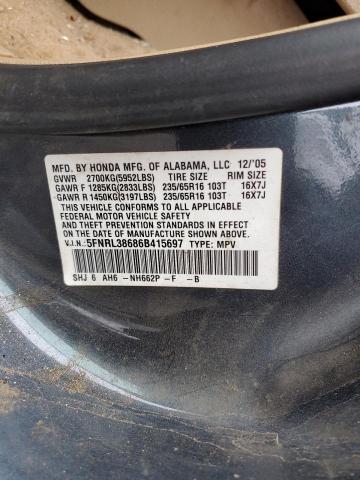 MFD. BY HONDA MFG. OF ALABAMA, LLC 12/'05
GVWR 2700KG(5952LBS) TIRE SIZE RIM SIZE
GAWR F 1285KG(2833LBS) 235/65R16 103T 16X7J
GAWR R 1450KG(3197LBS) 235/65R16 103T 16X7J
THIS VEHICLE CONFORMS TO ALL APPLICABLE
FEDERAL MOTOR VEHICLE SAFETY
AND THEFT PREVENTION STANDARDS IN EFFECT
ON THE DATE OF MANUFACTURE SHOWN ABOVE.
V.I.N.: 5FNRL38686B415697 TYPE: MPV
SHJ 6 AH6 -NH662P -F -B